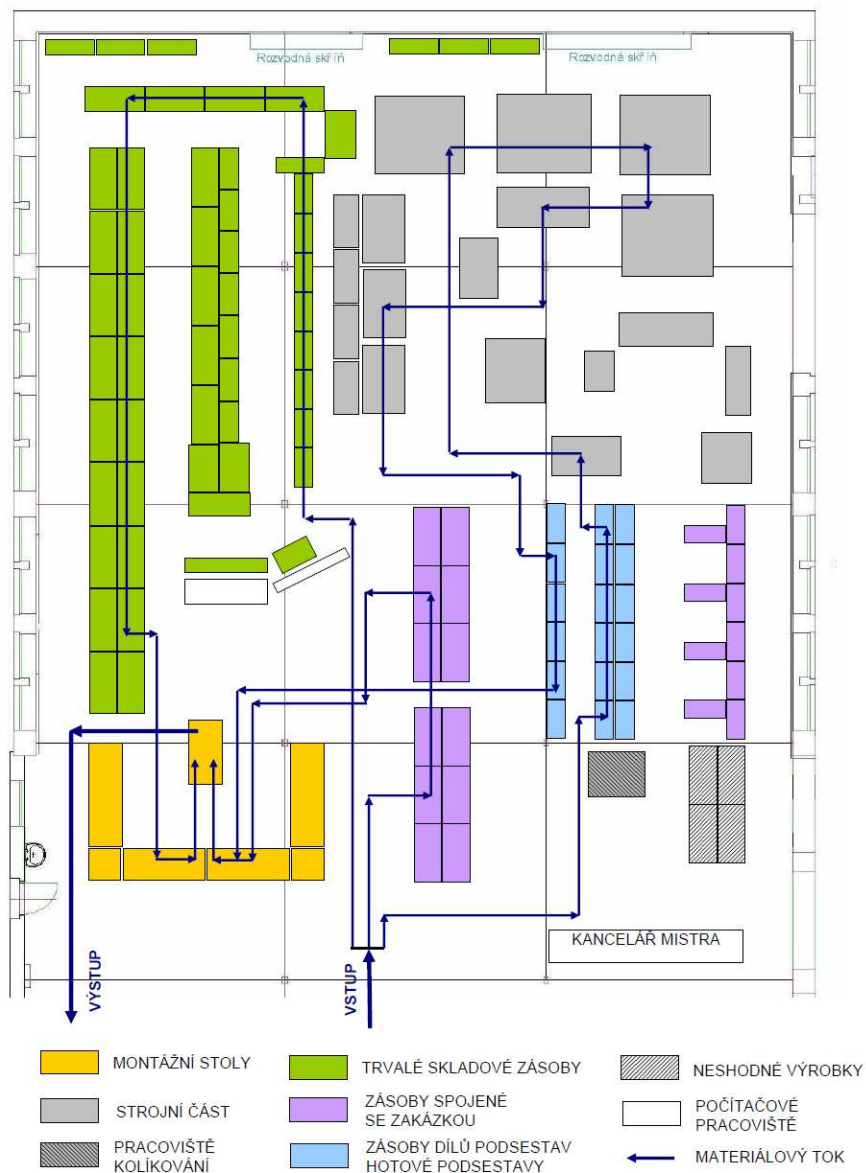 Rozvodná skříň
Rozvodná skříň
KANCELÁŘ MISTRA
VÝSTUP
VSTUP
MONTÁŽNÍ STOLY
TRVALÉ SKLADOVÉ ZÁSOBY
NESHODNÉ VÝROBKY
STROJNÍ ČÁST
ZÁSOBY SPOJENÉ
SE ZAKÁZKOU
POČÍTAČOVÉ
PRACOVIŠTĚ
PRACOVIŠTĚ
KOLÍKOVÁNÍ
ZÁSOBY DÍLŮ PODSESTAV
HOTOVÉ PODSESTAVY
MATERIÁLOVÝ TOK